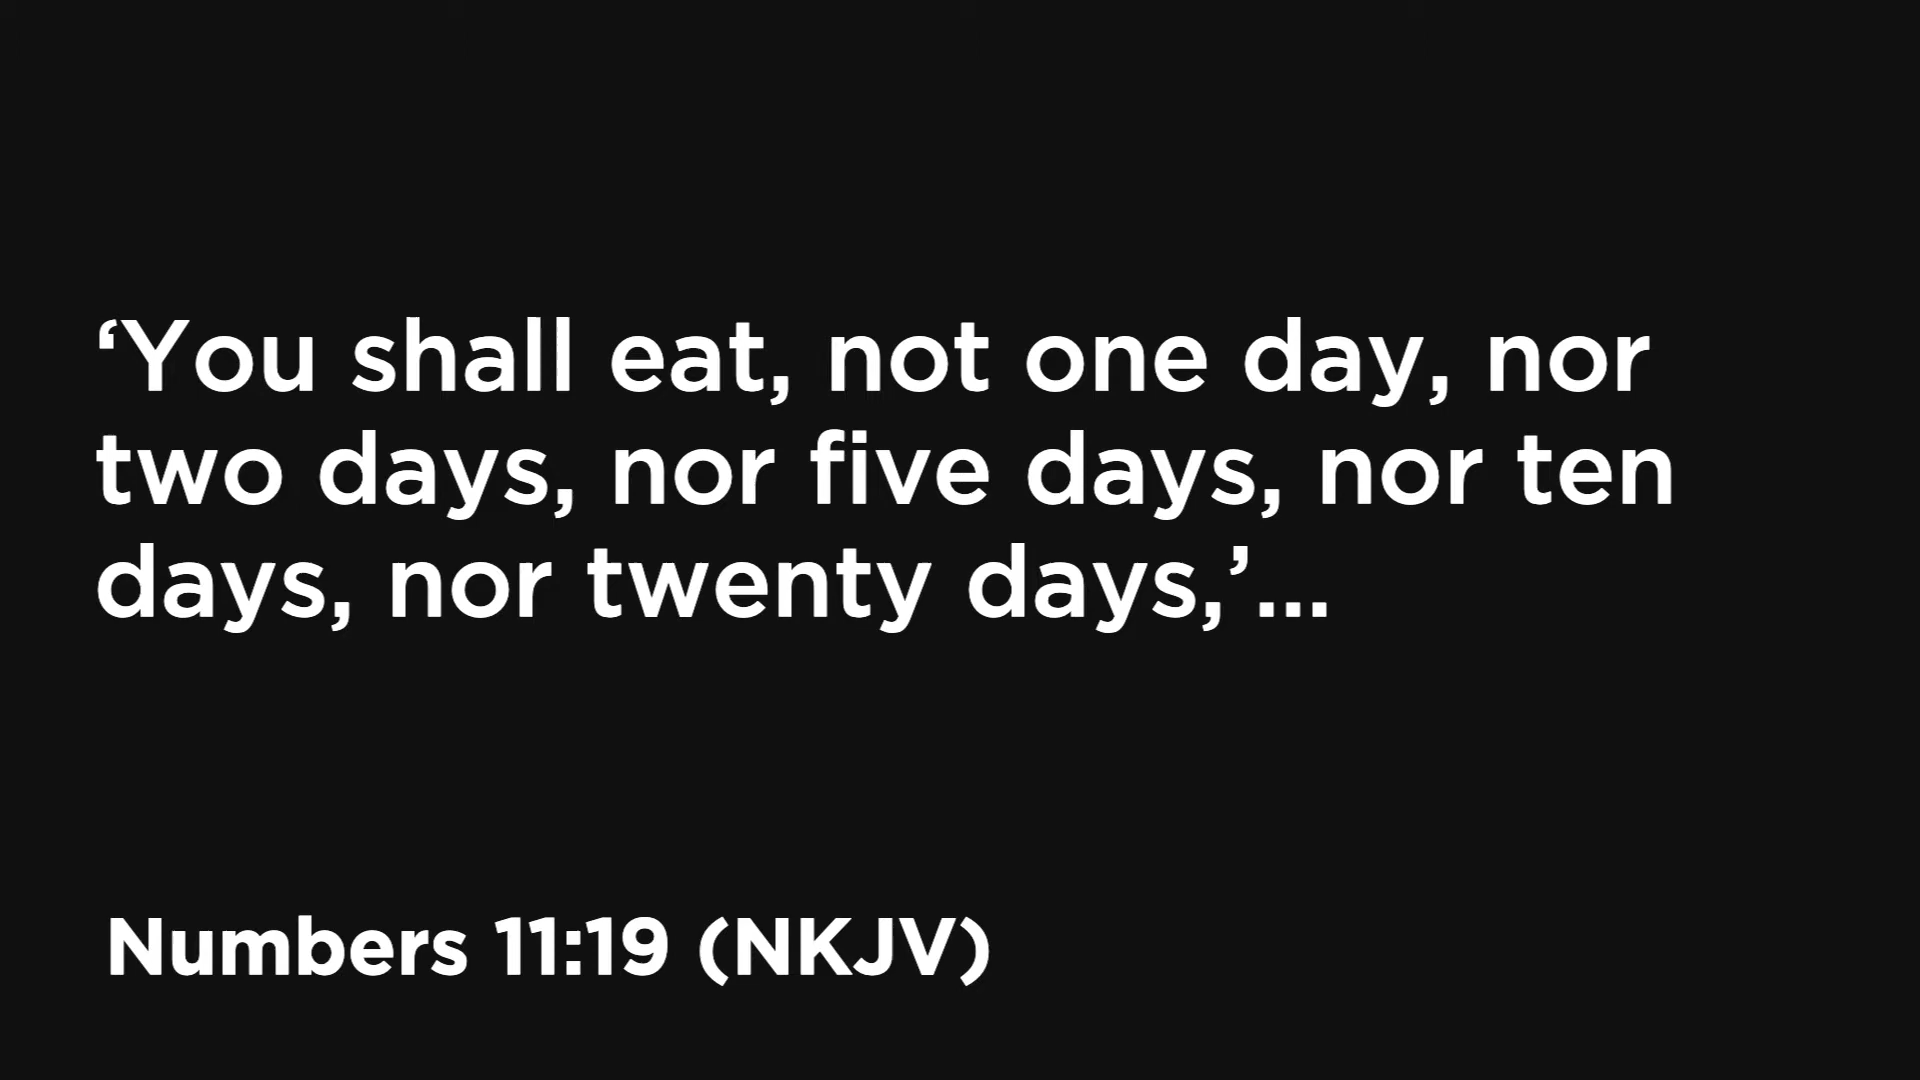 ‘You shall eat, not one day, nor
two days, nor five days, nor ten
days, nor twenty days,’...
Numbers 11:19 (NKJV)